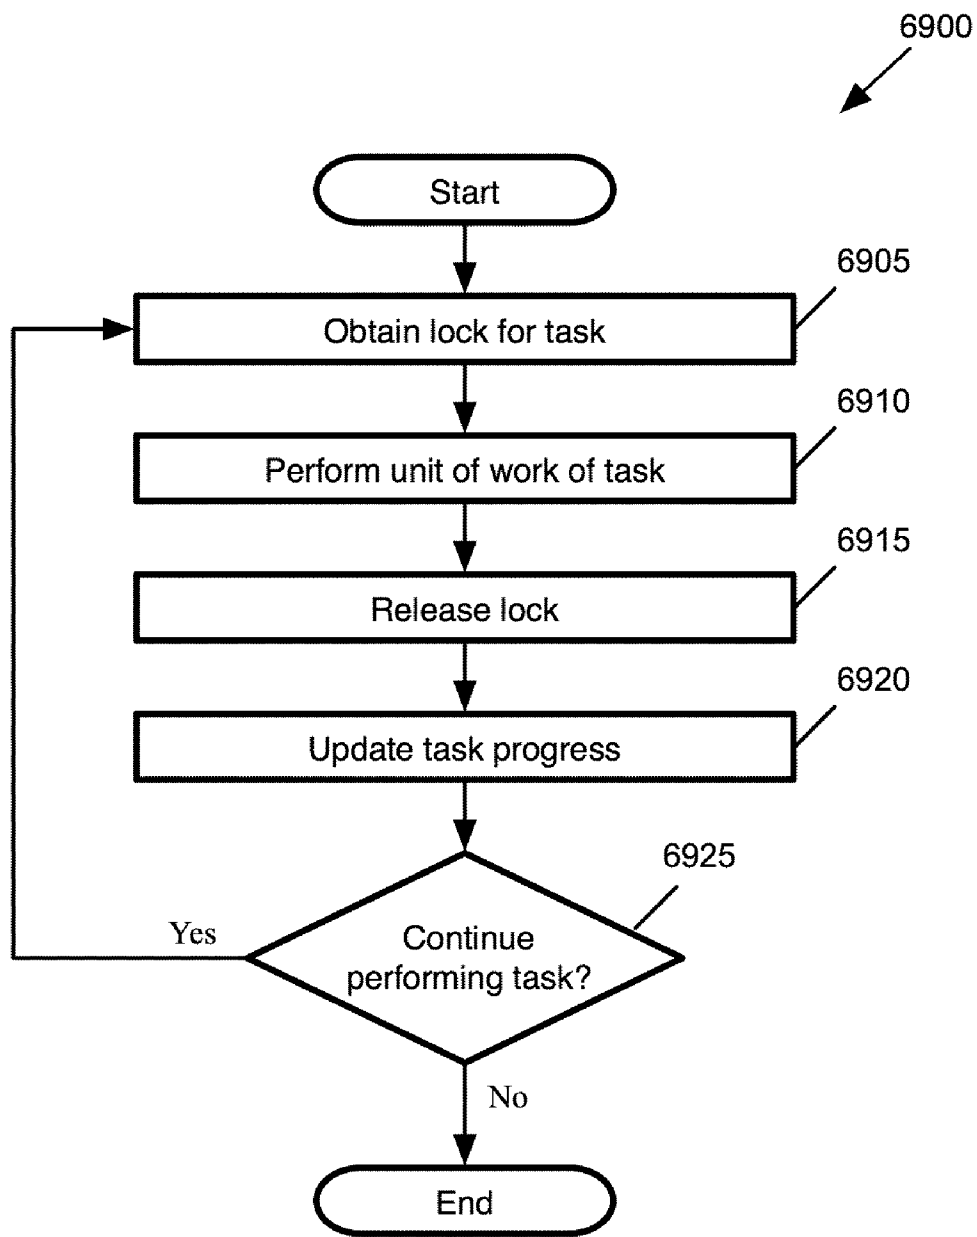 6900
Start
6905
Obtain lock for task
6910
Perform unit of work of task
6915
Release lock
6920
Update task progress
6925
Continue
performing task?
Yes
No
End